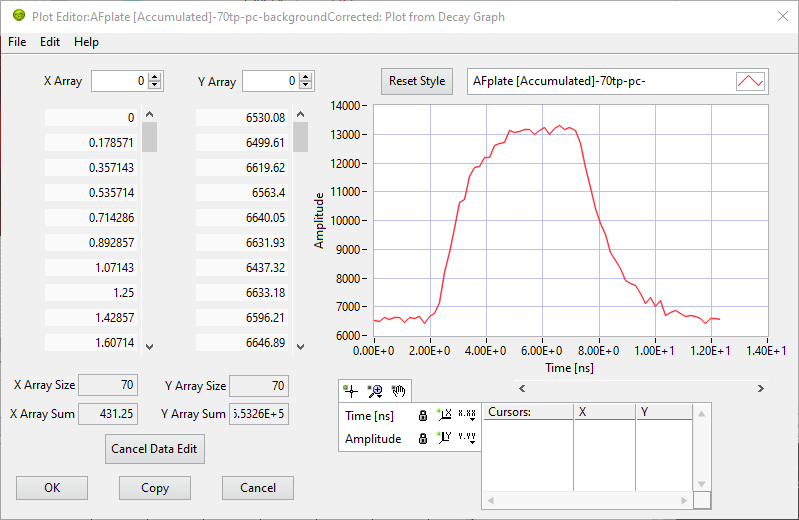 Plot Editor:AFplate [Accumulated]-70tp-pc-backgroundCorrected: Plot from Decay Graph
File Edit Help
X Array 0 Y Array 0 Reset Style AFplate [Accumulated]-70tp-pc-
0 6530.08
0.178571 6499.61
0.357143 6619.62
0.535714 6563.4
0.714286 6640.05
0.892857 6631.93
1.07143 6437.32
1.25 6633.18
1.42857 6596.21
1.60714 6646.89
X Array Size 70 Y Array Size 70
X Array Sum 431.25 Y Array Sum 5.5326E+5
Cancel Data Edit
OK Copy Cancel
14000
13000
12000
11000
10000
9000
8000
7000
6000
Amplitude
0.00E+0 2.00E+0 4.00E+0 6.00E+0 8.00E+0 1.00E+1 1.20E+1 1.40E+1
Time [ns]
Time [ns] X X.XX
Amplitude Y Y.YY
Cursors: X Y